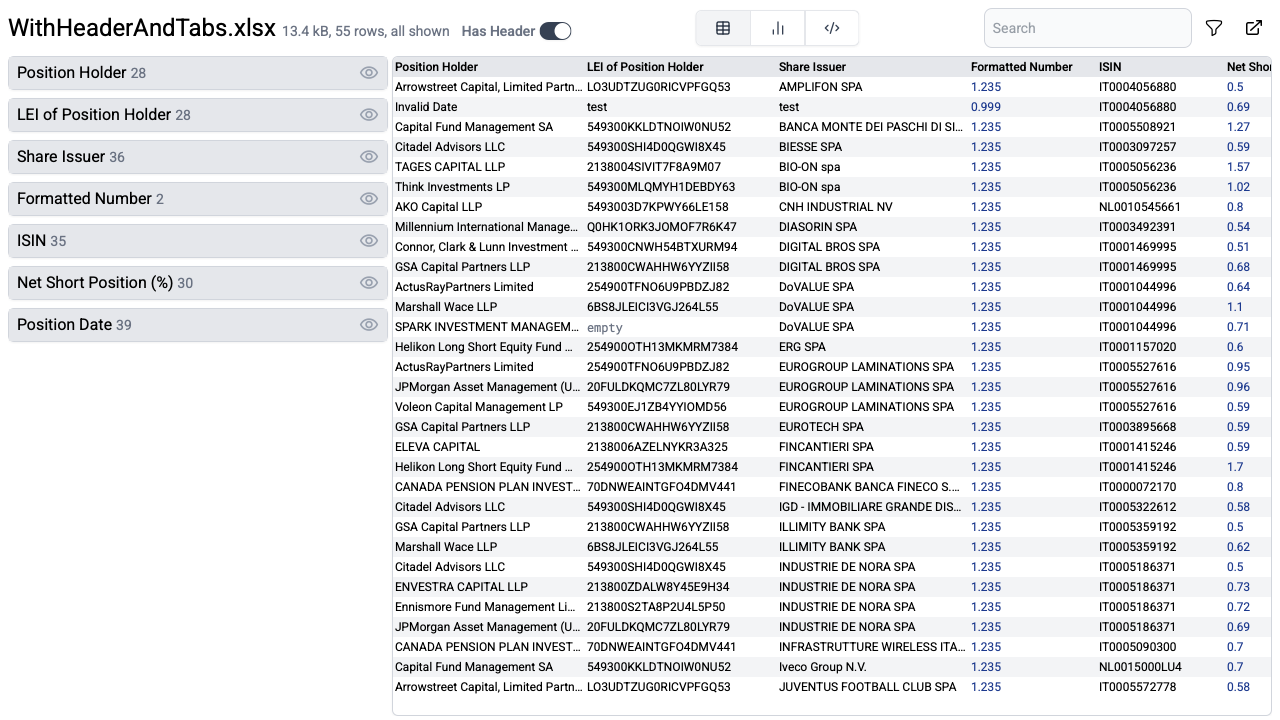 WithHeaderAndTabs.xlsx 13.4 kB, 55 rows, all shown Has Header Search
Position Holder 28
LEI of Position Holder 28
Share Issuer 36
Formatted Number 2
ISIN 35
Net Short Position (%) 30
Position Date 39
Position Holder LEI of Position Holder Share Issuer Formatted Number ISIN Net Shor
Arrowstreet Capital, Limited Partn… LO3UDTZUG0RICVPFGQ53 AMPLIFON SPA 1.235 IT0004056880 0.5
Invalid Date test test 0.999 IT0004056880 0.69
Capital Fund Management SA 549300KKLDTNOIW0NU52 BANCA MONTE DEI PASCHI DI SI… 1.235 IT0005508921 1.27
Citadel Advisors LLC 549300SHI4D0QGWI8X45 BIESSE SPA 1.235 IT0003097257 0.59
TAGES CAPITAL LLP 2138004SIVIT7F8A9M07 BIO-ON spa 1.235 IT0005056236 1.57
Think Investments LP 549300MLQMYH1DEBDY63 BIO-ON spa 1.235 IT0005056236 1.02
AKO Capital LLP 5493003D7KPWY66LE158 CNH INDUSTRIAL NV 1.235 NL0010545661 0.8
Millennium International Manage… Q0HK1ORK3JOMOF7R6K47 DIASORIN SPA 1.235 IT0003492391 0.54
Connor, Clark & Lunn Investment … 549300CNWH54BTXURM94 DIGITAL BROS SPA 1.235 IT0001469995 0.51
GSA Capital Partners LLP 213800CWAHHW6YYZII58 DIGITAL BROS SPA 1.235 IT0001469995 0.68
ActusRayPartners Limited 254900TFNO6U9PBDZJ82 DoVALUE SPA 1.235 IT0001044996 0.64
Marshall Wace LLP 6BS8JLEICI3VGJ264L55 DoVALUE SPA 1.235 IT0001044996 1.1
SPARK INVESTMENT MANAGEM… empty DoVALUE SPA 1.235 IT0001044996 0.71
Helikon Long Short Equity Fund … 254900OTH13MKMRM7384 ERG SPA 1.235 IT0001157020 0.6
ActusRayPartners Limited 254900TFNO6U9PBDZJ82 EUROGROUP LAMINATIONS SPA 1.235 IT0005527616 0.95
JPMorgan Asset Management (U… 20FULDKQMC7ZL80LYR79 EUROGROUP LAMINATIONS SPA 1.235 IT0005527616 0.96
Voleon Capital Management LP 549300EJ1ZB4YYIOMD56 EUROGROUP LAMINATIONS SPA 1.235 IT0005527616 0.59
GSA Capital Partners LLP 213800CWAHHW6YYZII58 EUROTECH SPA 1.235 IT0003895668 0.59
ELEVA CAPITAL 2138006AZELNYKR3A325 FINCANTIERI SPA 1.235 IT0001415246 0.59
Helikon Long Short Equity Fund … 254900OTH13MKMRM7384 FINCANTIERI SPA 1.235 IT0001415246 1.7
CANADA PENSION PLAN INVEST… 70DNWEAINTGFO4DMV441 FINECOBANK BANCA FINECO S.… 1.235 IT0000072170 0.8
Citadel Advisors LLC 549300SHI4D0QGWI8X45 IGD - IMMOBILIARE GRANDE DIS… 1.235 IT0005322612 0.58
GSA Capital Partners LLP 213800CWAHHW6YYZII58 ILLIMITY BANK SPA 1.235 IT0005359192 0.5
Marshall Wace LLP 6BS8JLEICI3VGJ264L55 ILLIMITY BANK SPA 1.235 IT0005359192 0.62
Citadel Advisors LLC 549300SHI4D0QGWI8X45 INDUSTRIE DE NORA SPA 1.235 IT0005186371 0.5
ENVESTRA CAPITAL LLP 213800ZDALW8Y45E9H34 INDUSTRIE DE NORA SPA 1.235 IT0005186371 0.73
Ennismore Fund Management Li… 213800S2TA8P2U4L5P50 INDUSTRIE DE NORA SPA 1.235 IT0005186371 0.72
JPMorgan Asset Management (U… 20FULDKQMC7ZL80LYR79 INDUSTRIE DE NORA SPA 1.235 IT0005186371 0.69
CANADA PENSION PLAN INVEST… 70DNWEAINTGFO4DMV441 INFRASTRUTTURE WIRELESS ITA… 1.235 IT0005090300 0.7
Capital Fund Management SA 549300KKLDTNOIW0NU52 Iveco Group N.V. 1.235 NL0015000LU4 0.7
Arrowstreet Capital, Limited Partn… LO3UDTZUG0RICVPFGQ53 JUVENTUS FOOTBALL CLUB SPA 1.235 IT0005572778 0.58